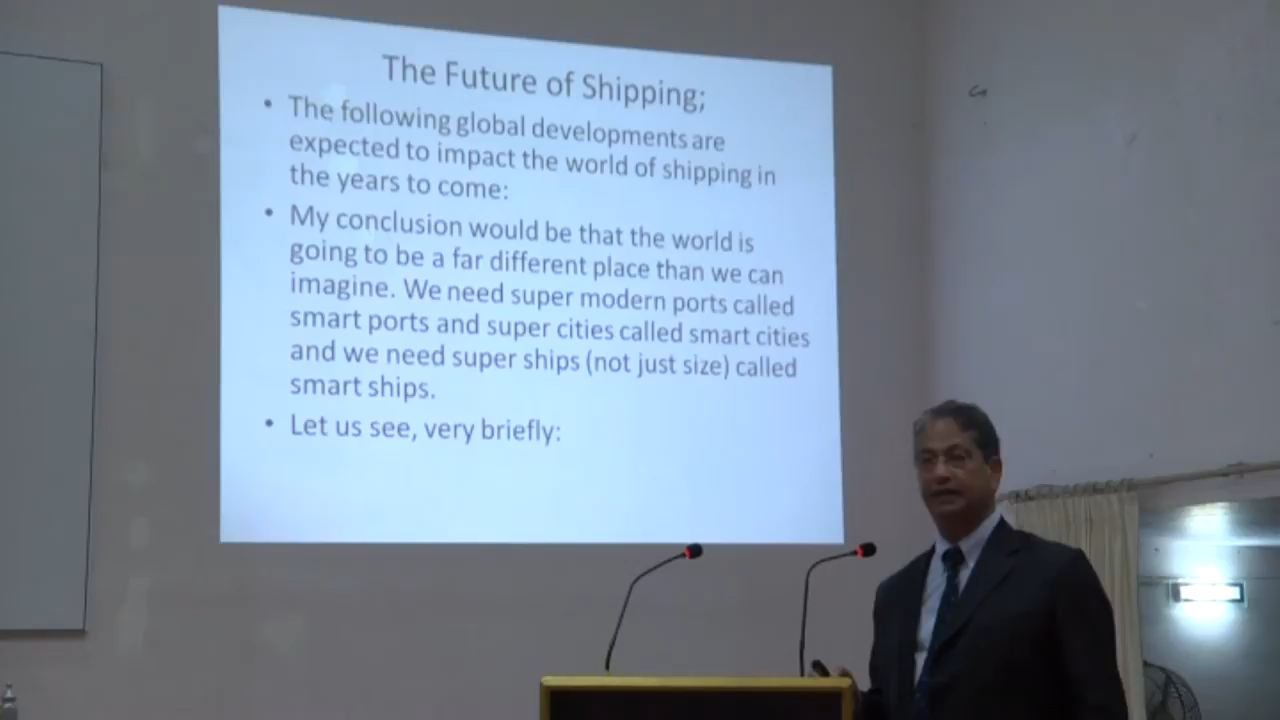 The Future of Shipping;
• The following global developments are
expected to impact the world of shipping in
the years to come:
• My conclusion would be that the world is
going to be a far different place than we can
imagine. We need super modern ports called
smart ports and super cities called smart cities
and we need super ships (not just size) called
smart ships.
• Let us see, very briefly: